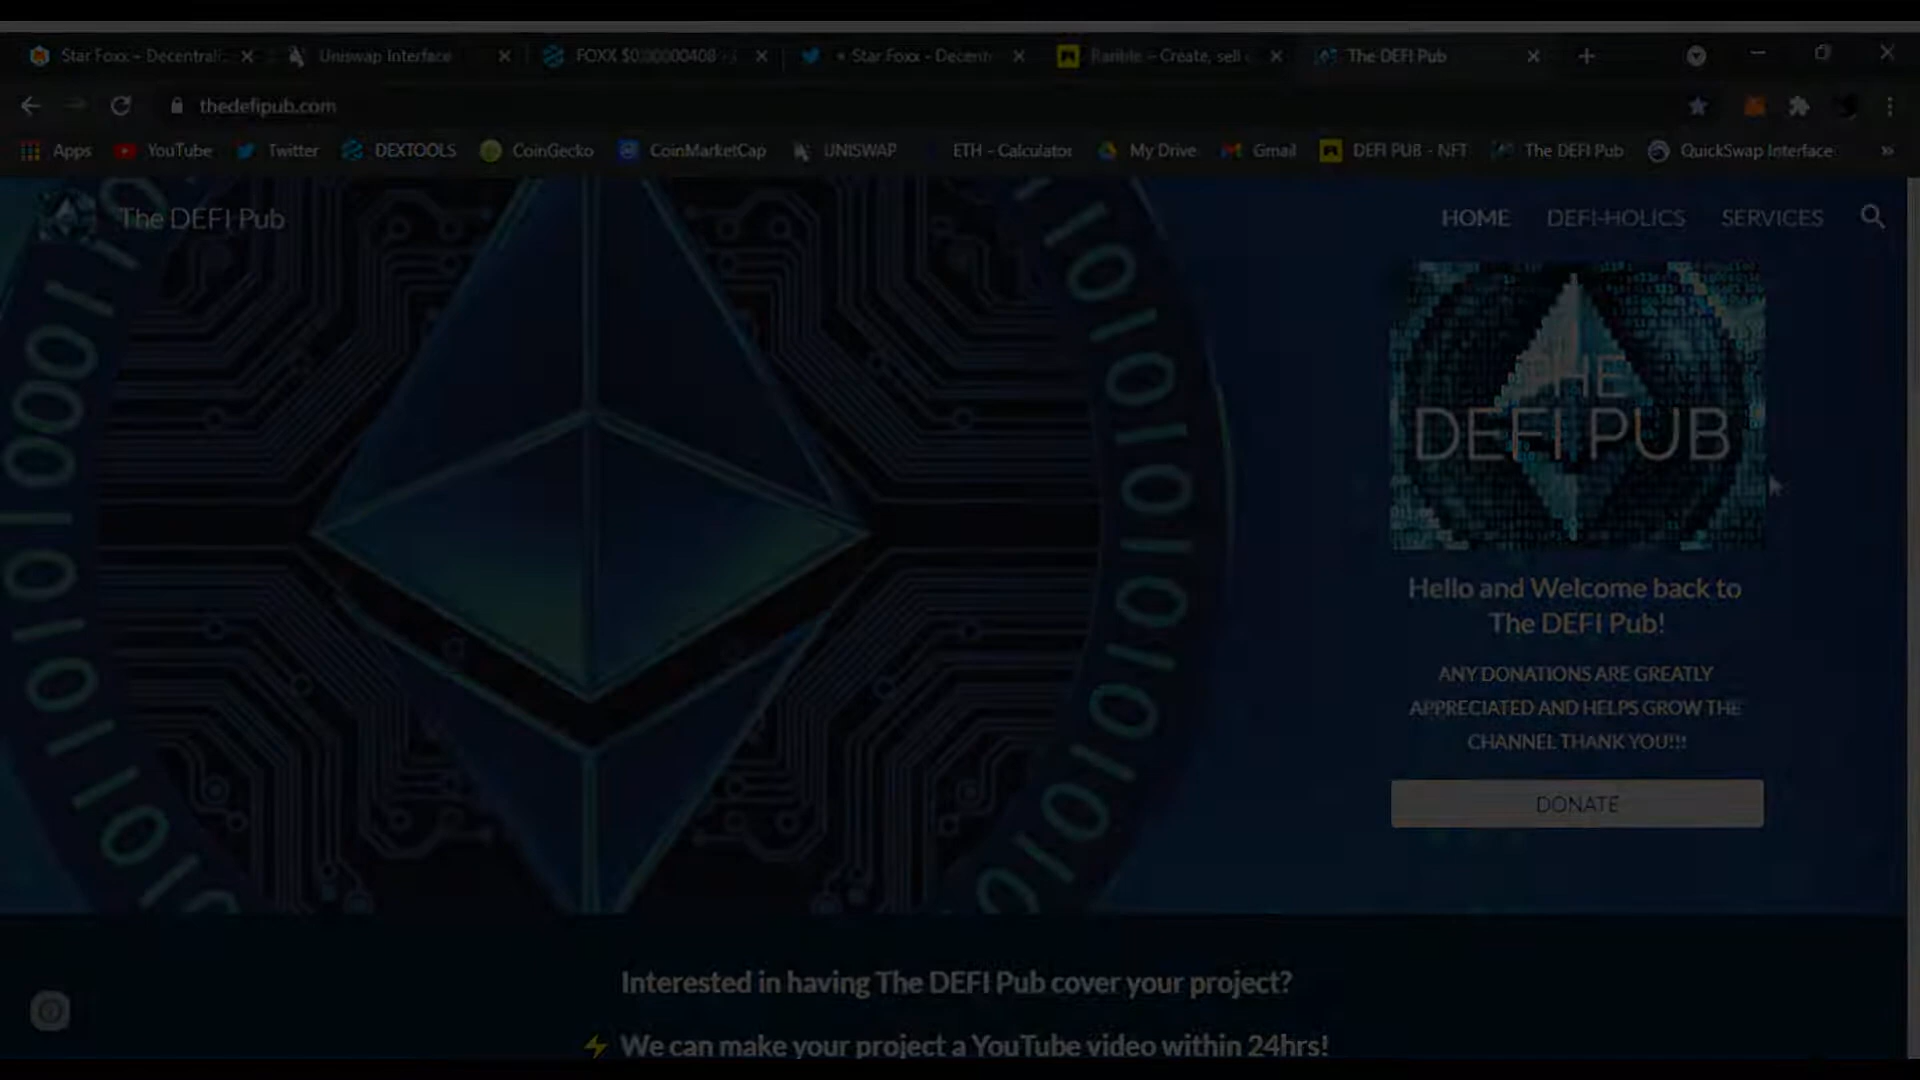 Star Foxx - Decentrali
Uniswap Interface
FOXX $0.00000408
Star Foxx - Decentr
Rarible - Create, sell
The DEFI Pub
thedefipub.com
Apps
YouTube
Twitter
DEXTOOLS
CoinGecko
CoinMarketCap
UNISWAP
ETH - Calculator
My Drive
Gmail
DEFI PUB - NFT
The DEFI Pub
QuickSwap Interface
»
The DEFI Pub
HOME
DEFI-HOLICS
SERVICES
THE
DEFI PUB
Hello and Welcome back to
The DEFI Pub!
ANY DONATIONS ARE GREATLY
APPRECIATED AND HELPS GROW THE
CHANNEL THANK YOU!!!
DONATE
Interested in having The DEFI Pub cover your project?
⚡ We can make your project a YouTube video within 24hrs!